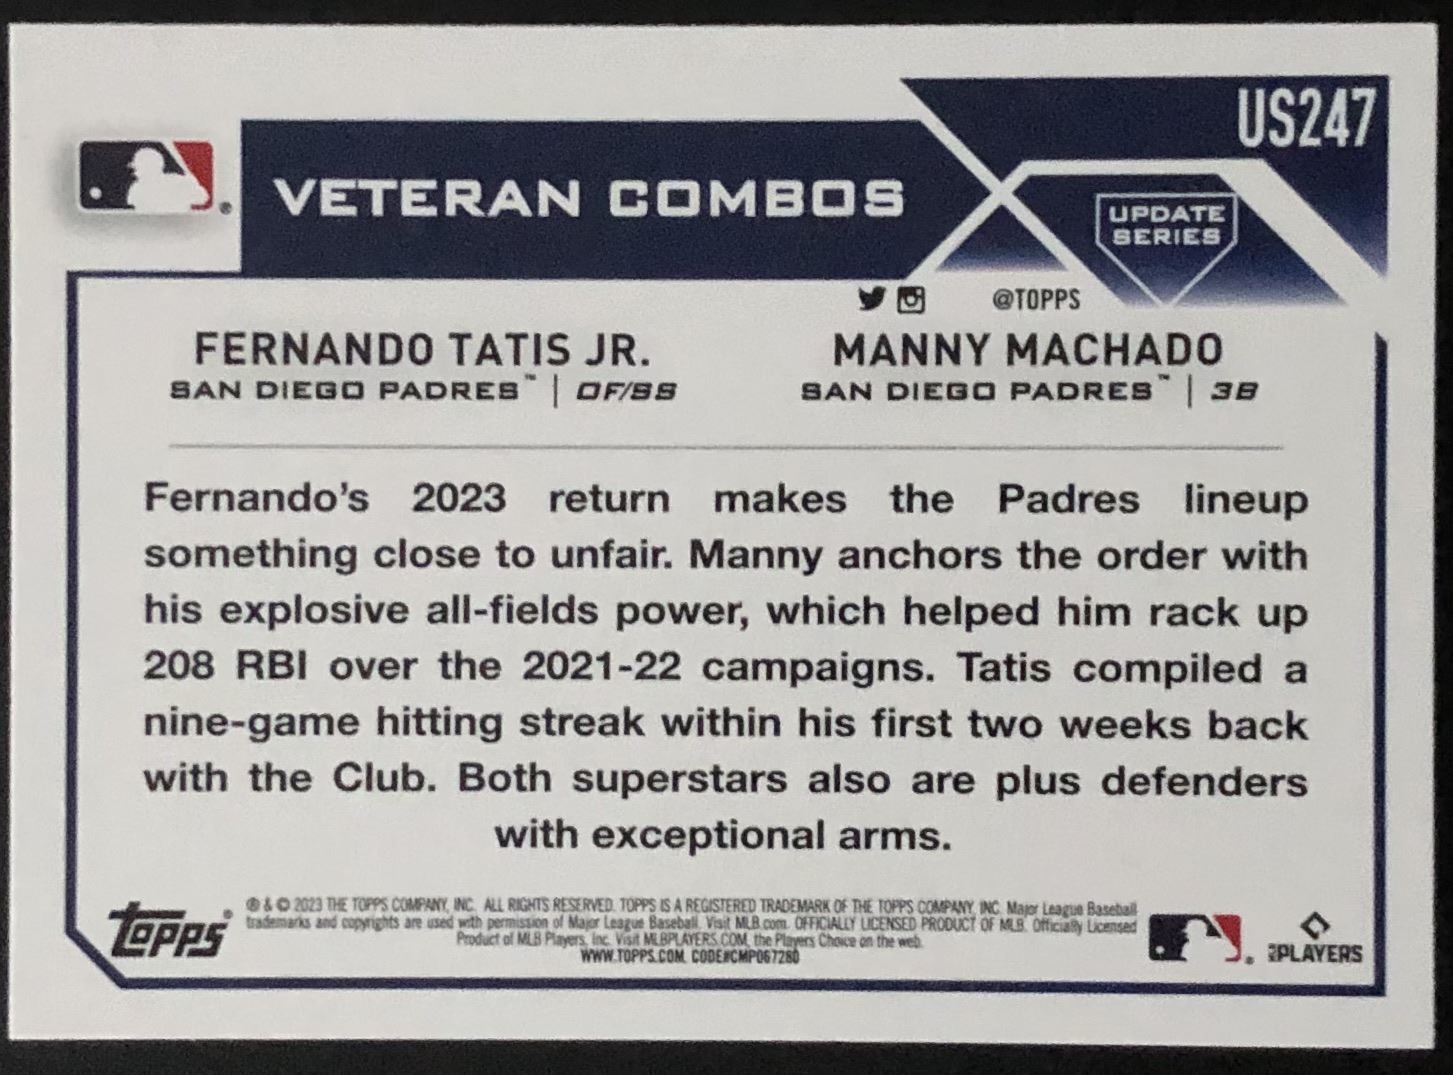 US247
VETERAN COMBOS
UPDATE
SERIES
@TOPPS
FERNANDO TATIS JR.
SAN DIEGO PADRES™ | OF/SS
MANNY MACHADO
SAN DIEGO PADRES™ | 3B
Fernando's 2023 return makes the Padres lineup
something close to unfair. Manny anchors the order with
his explosive all-fields power, which helped him rack up
208 RBI over the 2021-22 campaigns. Tatis compiled a
nine-game hitting streak within his first two weeks back
with the Club. Both superstars also are plus defenders
with exceptional arms.
Topps®
® & © 2023 THE TOPPS COMPANY, INC. ALL RIGHTS RESERVED. TOPPS IS A REGISTERED TRADEMARK OF THE TOPPS COMPANY, INC. Major League Baseball
trademarks and copyrights are used with permission of Major League Baseball. Visit MLB.com. OFFICIALLY LICENSED PRODUCT OF MLB. Officially Licensed
Product of MLB Players, Inc. Visit MLBPLAYERS.COM, the Players Choice on the web.
WWW.TOPPS.COM. CODE#CMP067280
PLAYERS